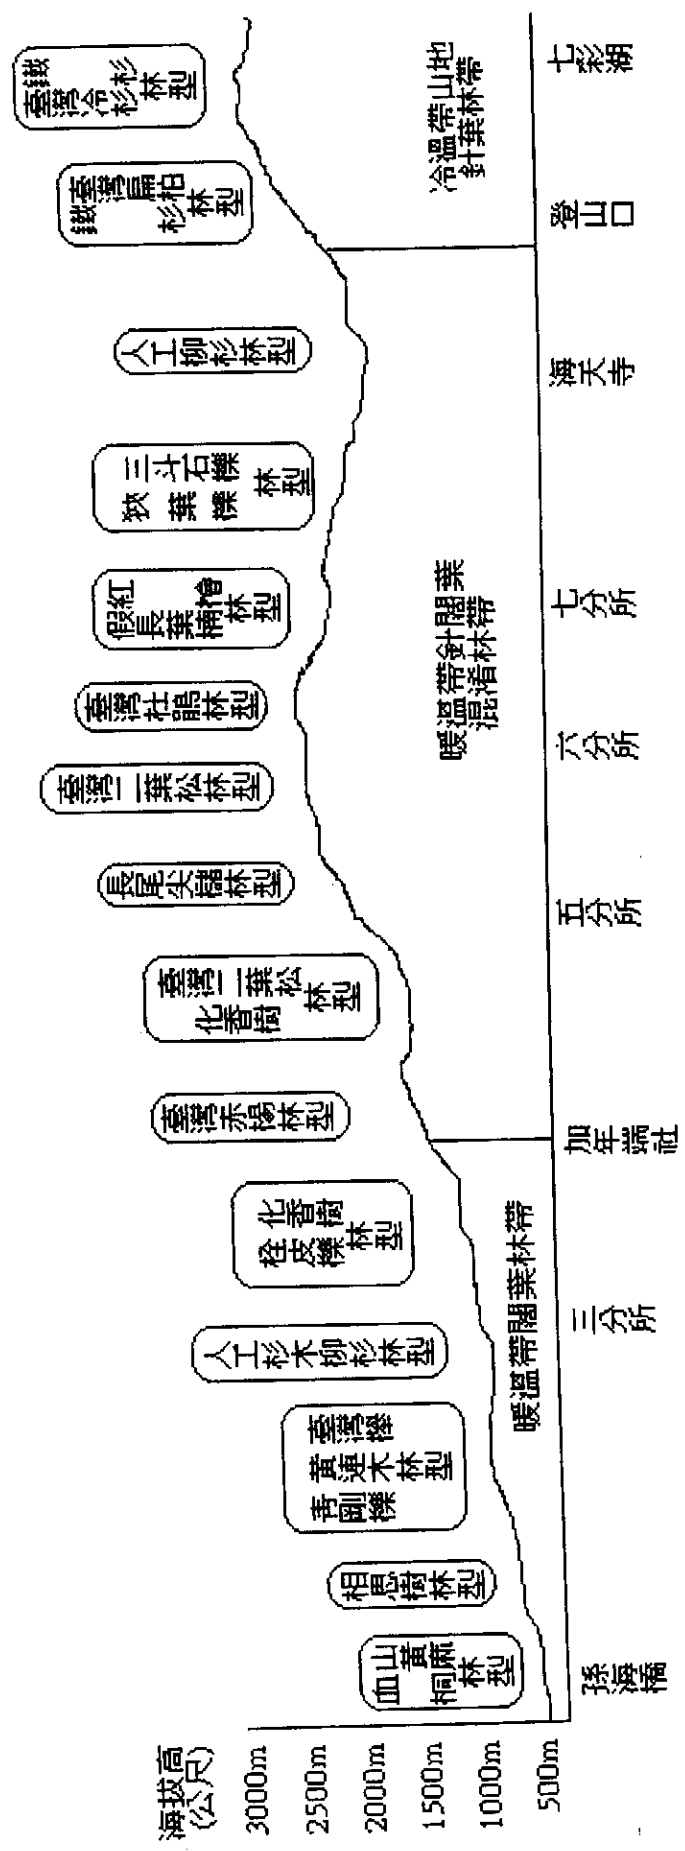 海拔高
(公尺)
3000m
2500m
2000m
1500m
1000m
500m
血桐
山黃麻
林型
相思樹林型
青剛櫟
黃連木林型
臺灣櫸
人工杉木柳杉林型
栓皮櫟
化香樹
林型
臺灣赤楊林型
化香樹
臺灣二葉松
林型
長尾尖櫧林型
臺灣二葉松林型
臺灣杜鵑林型
假長葉楠
紅檜
林型
狹葉櫟
三斗石櫟
林型
人工柳杉林型
鐵杉
臺灣扁柏
林型
臺灣冷杉
鐵杉
林型
暖溫帶闊葉林帶
暖溫帶針闊葉
混淆林帶
冷溫帶山地
針葉林帶
孫海橋
三分所
加年端社
五分所
六分所
七分所
海天寺
登山口
七彩湖